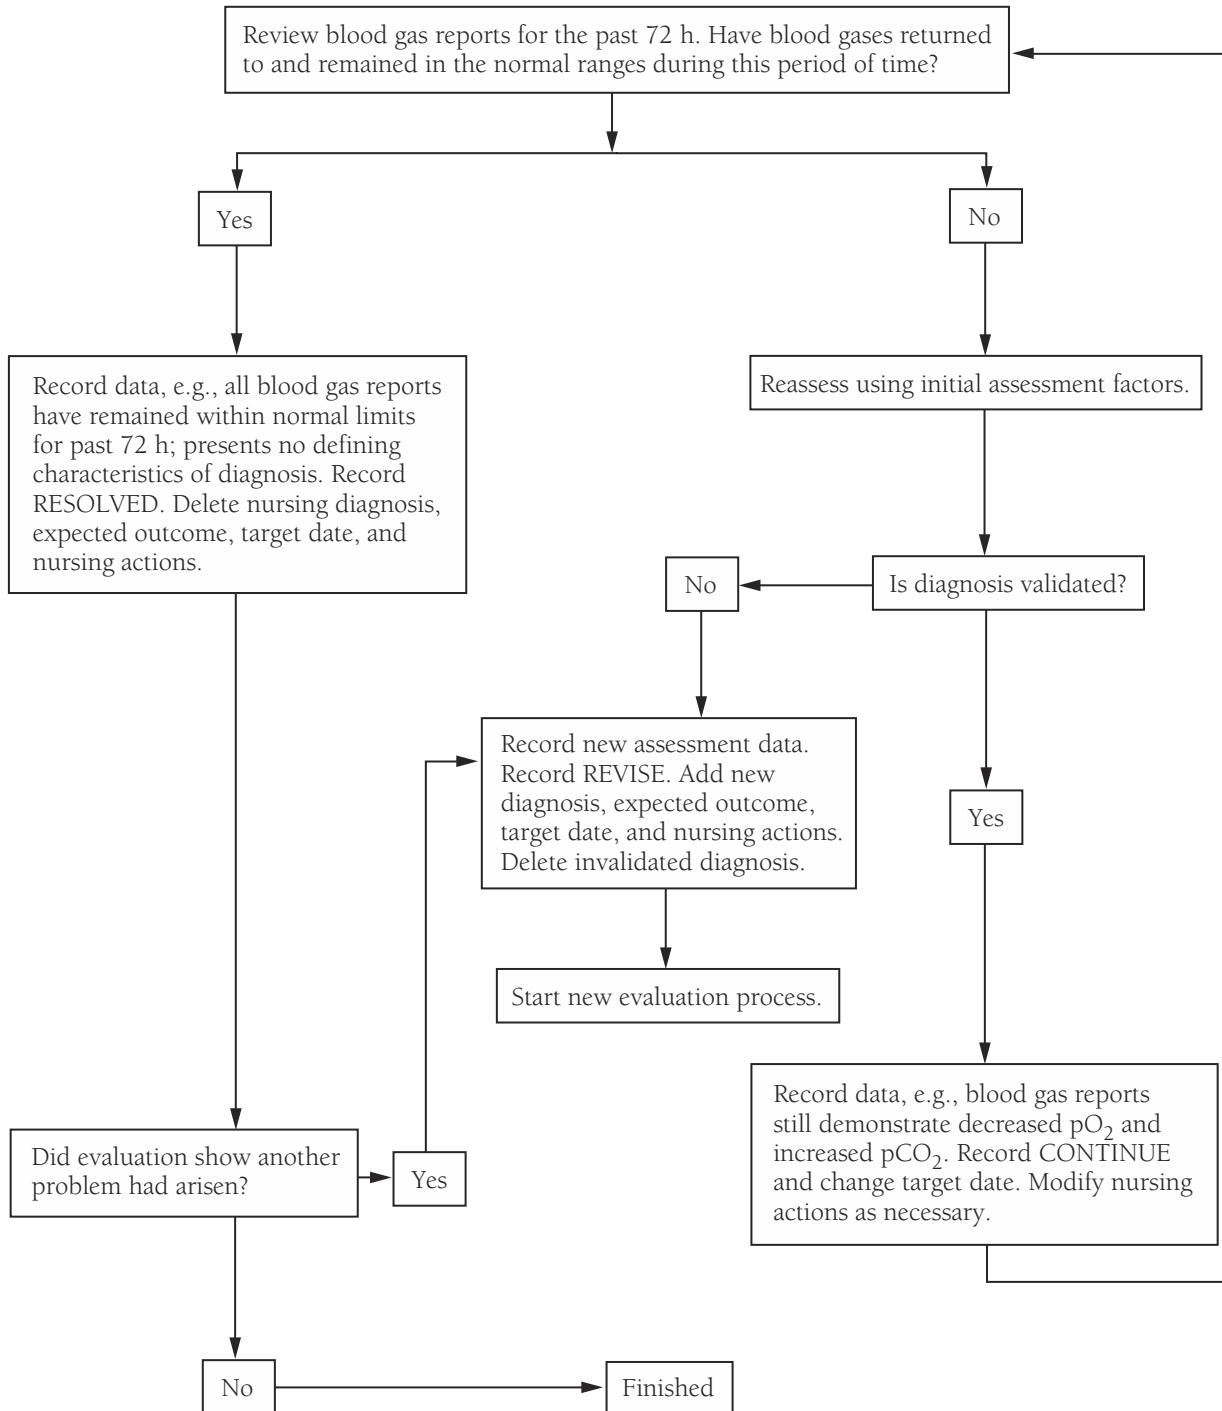 Review blood gas reports for the past 72 h. Have blood gases returned
to and remained in the normal ranges during this period of time?
Yes
No
Record data, e.g., all blood gas reports
have remained within normal limits
for past 72 h; presents no defining
characteristics of diagnosis. Record
RESOLVED. Delete nursing diagnosis,
expected outcome, target date, and
nursing actions.
Reassess using initial assessment factors.
No
Is diagnosis validated?
Record new assessment data.
Record REVISE. Add new
diagnosis, expected outcome,
target date, and nursing actions.
Delete invalidated diagnosis.
Yes
Start new evaluation process.
Record data, e.g., blood gas reports
still demonstrate decreased pO₂ and
increased pCO₂. Record CONTINUE
and change target date. Modify nursing
actions as necessary.
Did evaluation show another
problem had arisen?
Yes
No
Finished